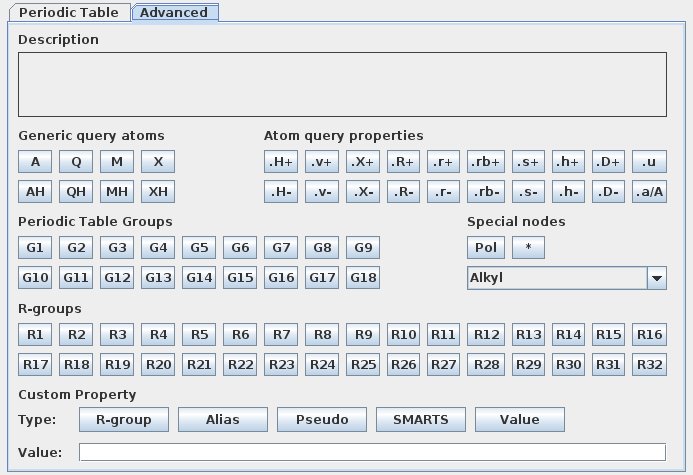 Periodic Table Advanced
Description
Generic query atoms Atom query properties
A Q M X .H+ .v+ .X+ .R+ .r+ .rb+ .s+ .h+ .D+ .u
AH QH MH XH .H- .v- .X- .R- .r- .rb- .s- .h- .D- .a/A
Periodic Table Groups Special nodes
G1 G2 G3 G4 G5 G6 G7 G8 G9 Pol *
G10 G11 G12 G13 G14 G15 G16 G17 G18 Alkyl
R-groups
R1 R2 R3 R4 R5 R6 R7 R8 R9 R10 R11 R12 R13 R14 R15 R16
R17 R18 R19 R20 R21 R22 R23 R24 R25 R26 R27 R28 R29 R30 R31 R32
Custom Property
Type: R-group Alias Pseudo SMARTS Value
Value: